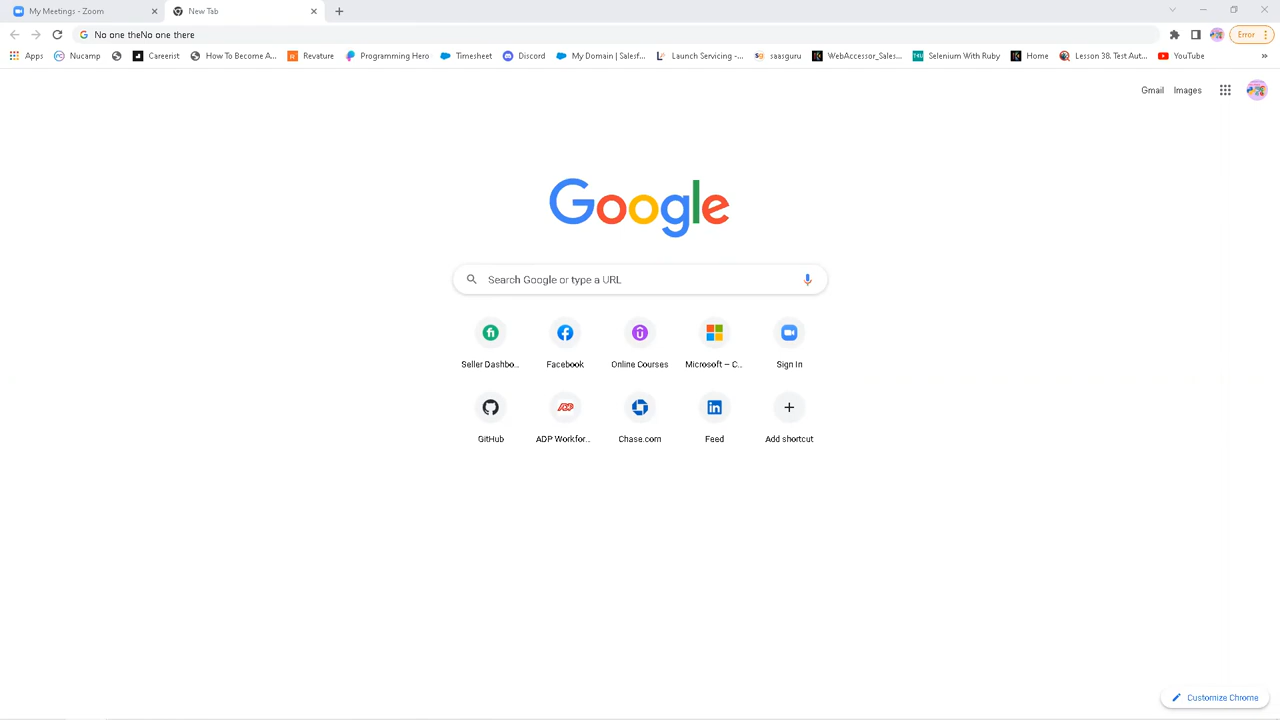 My Meetings - Zoom
New Tab
No one theNo one there
Error
Apps
Nucamp
Careerist
How To Become A...
Revature
Programming Hero
Timesheet
Discord
My Domain | Salesf...
Launch Servicing -...
saasguru
WebAccessor_Sales...
Selenium With Ruby
Home
Lesson 38. Test Aut...
YouTube
»
Gmail
Images
Google
Search Google or type a URL
Seller Dashbo...
Facebook
Online Courses
Microsoft – C...
Sign In
GitHub
ADP Workfor...
Chase.com
Feed
Add shortcut
Customize Chrome